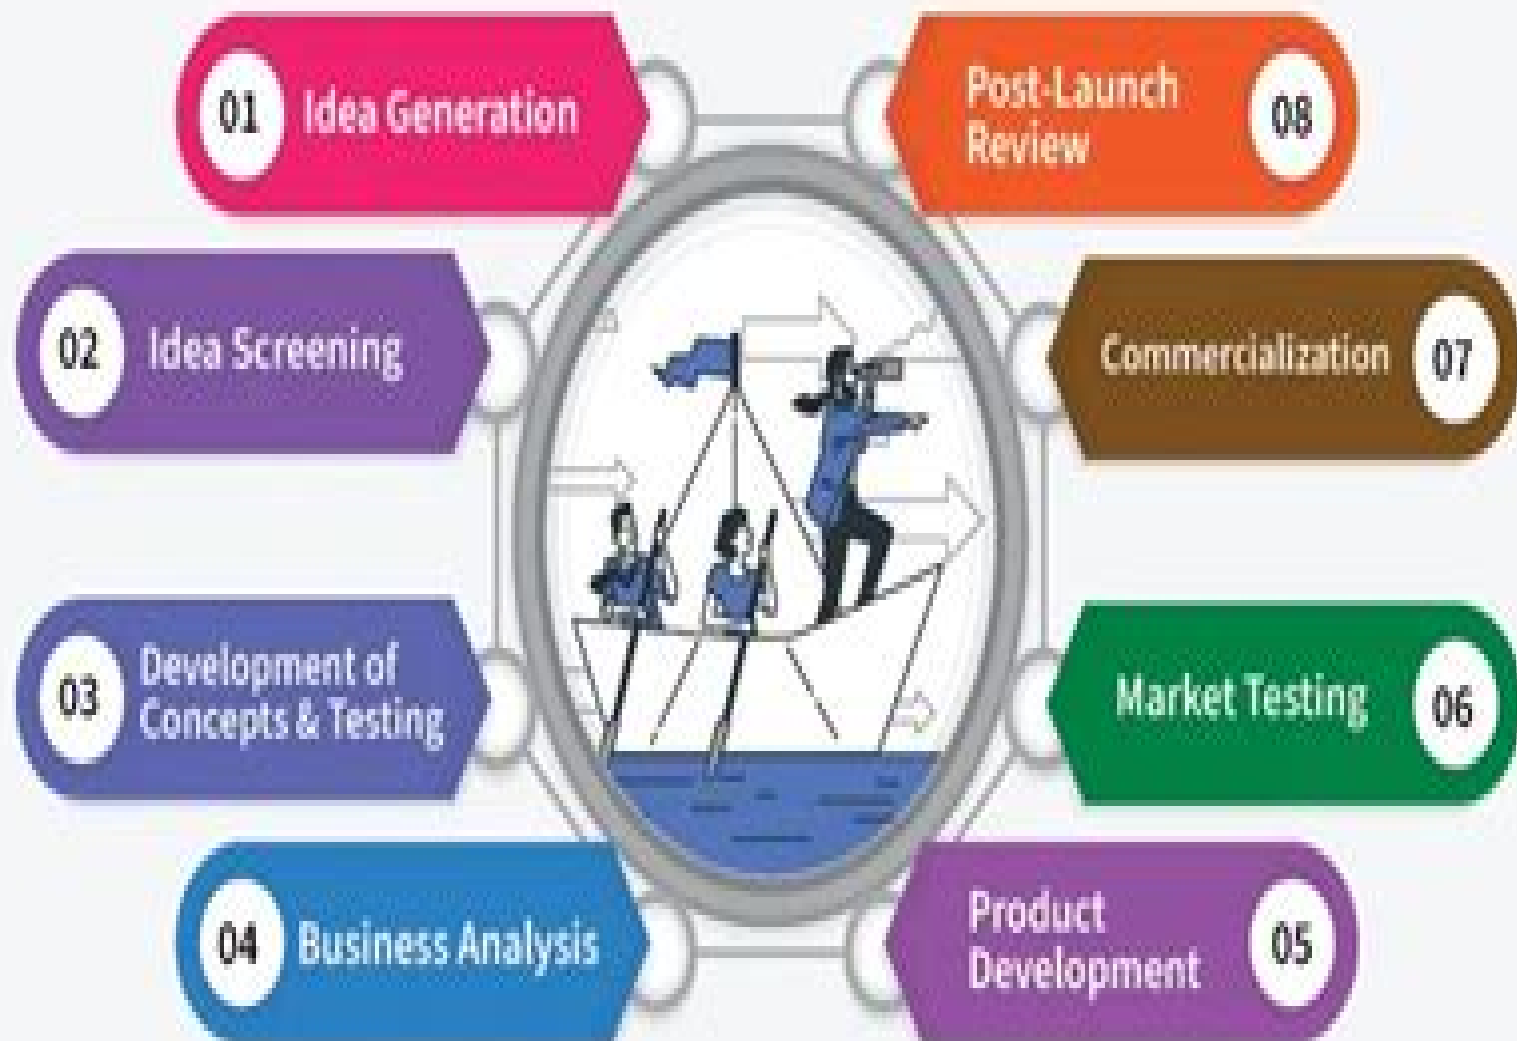 01 Idea Generation
02 Idea Screening
03 Development of
Concepts & Testing
04 Business Analysis
05 Product
Development
06 Market Testing
07 Commercialization
08 Post-Launch
Review